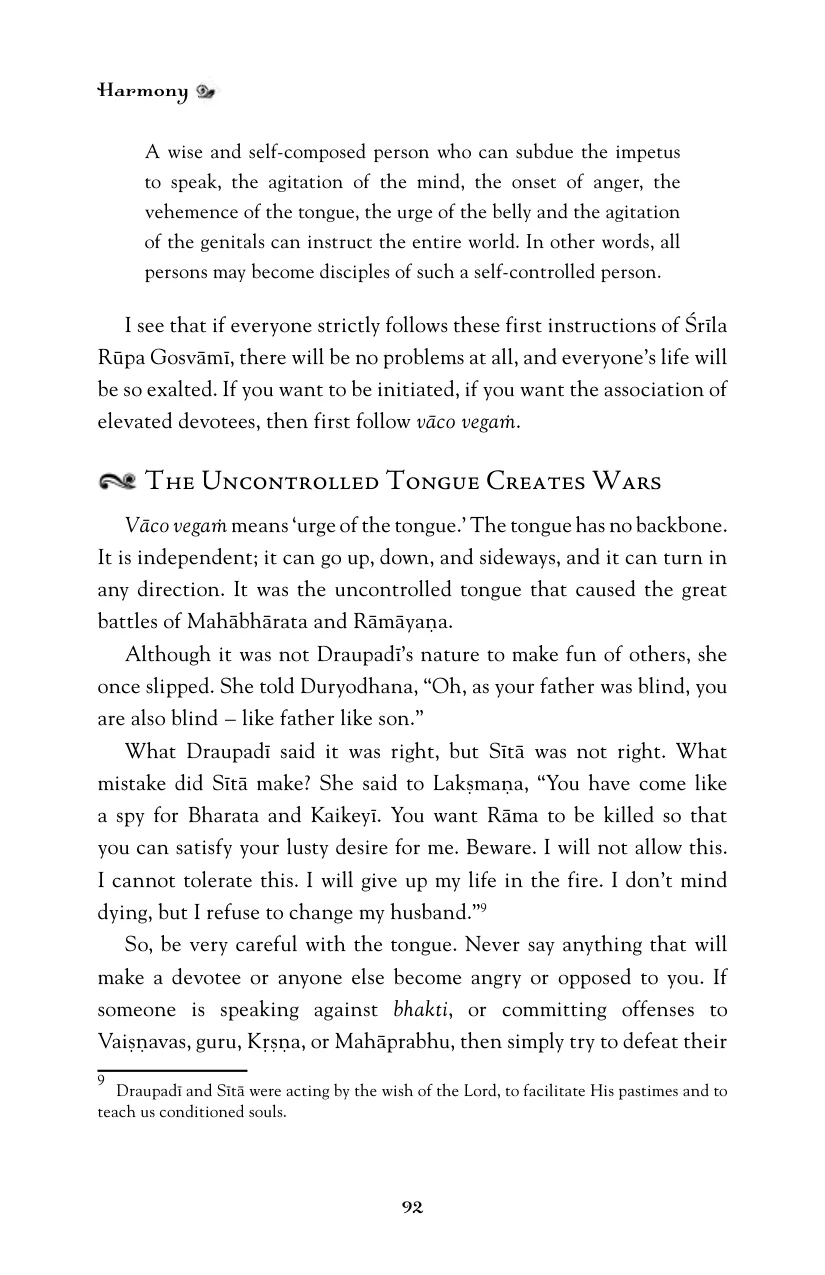 Harmony
A wise and self-composed person who can subdue the impetus
to speak, the agitation of the mind, the onset of anger, the
vehemence of the tongue, the urge of the belly and the agitation
of the genitals can instruct the entire world. In other words, all
persons may become disciples of such a self-controlled person.
I see that if everyone strictly follows these first instructions of Śrīla
Rūpa Gosvāmī, there will be no problems at all, and everyone’s life will
be so exalted. If you want to be initiated, if you want the association of
elevated devotees, then first follow vāco vegaṁ.
The Uncontrolled Tongue Creates Wars
Vāco vegaṁ means ‘urge of the tongue.’ The tongue has no backbone.
It is independent; it can go up, down, and sideways, and it can turn in
any direction. It was the uncontrolled tongue that caused the great
battles of Mahābhārata and Rāmāyaṇa.
Although it was not Draupadī’s nature to make fun of others, she
once slipped. She told Duryodhana, “Oh, as your father was blind, you
are also blind – like father like son.”
What Draupadī said it was right, but Sītā was not right. What
mistake did Sītā make? She said to Lakṣmaṇa, “You have come like
a spy for Bharata and Kaikeyī. You want Rāma to be killed so that
you can satisfy your lusty desire for me. Beware. I will not allow this.
I cannot tolerate this. I will give up my life in the fire. I don’t mind
dying, but I refuse to change my husband.”9
So, be very careful with the tongue. Never say anything that will
make a devotee or anyone else become angry or opposed to you. If
someone is speaking against bhakti, or committing offenses to
Vaiṣṇavas, guru, Kṛṣṇa, or Mahāprabhu, then simply try to defeat their
9 Draupadī and Sītā were acting by the wish of the Lord, to facilitate His pastimes and to
teach us conditioned souls.
92